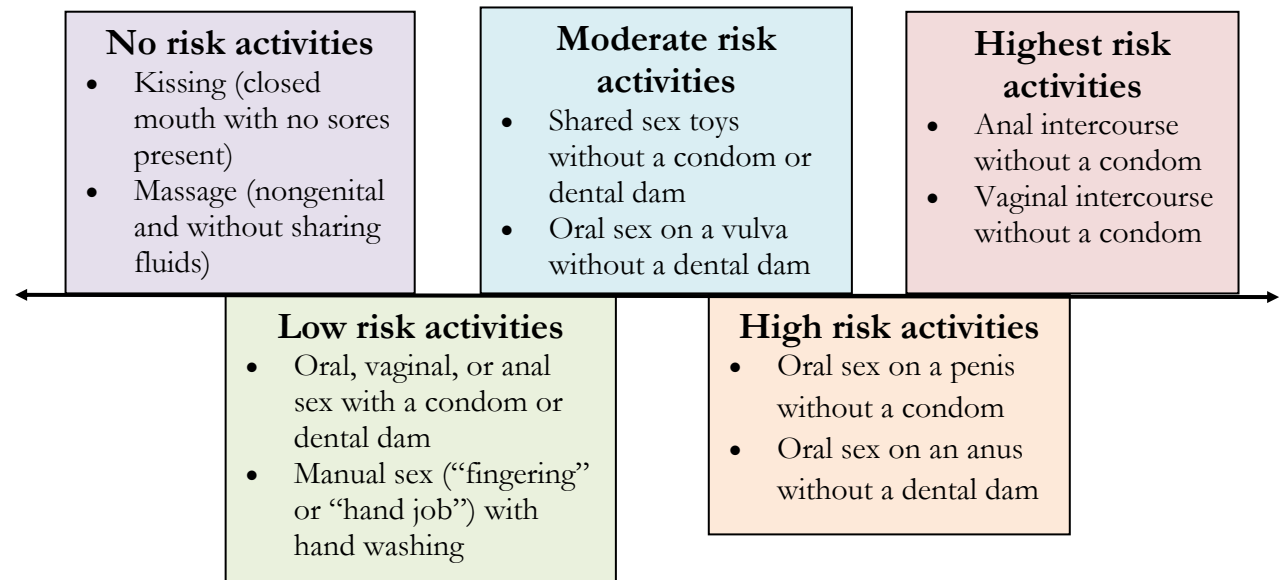 No risk activities
• Kissing (closed
mouth with no sores
present)
• Massage (nongenital
and without sharing
fluids)
Moderate risk
activities
• Shared sex toys
without a condom or
dental dam
• Oral sex on a vulva
without a dental dam
Highest risk
activities
• Anal intercourse
without a condom
• Vaginal intercourse
without a condom
Low risk activities
• Oral, vaginal, or anal
sex with a condom or
dental dam
• Manual sex (“fingering”
or “hand job”) with
hand washing
High risk activities
• Oral sex on a penis
without a condom
• Oral sex on an anus
without a dental dam